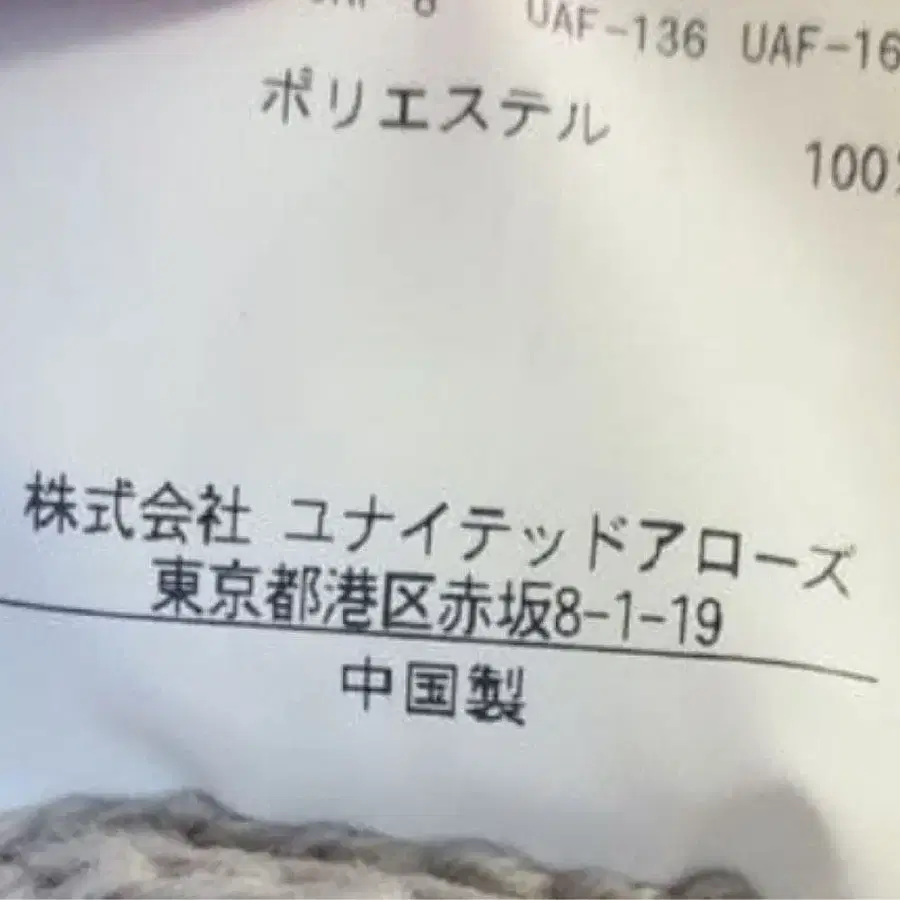 UAF-136 UAF-16
ポリエステル
100%
株式会社 ユナイテッドアローズ
東京都港区赤坂8-1-19
中国製